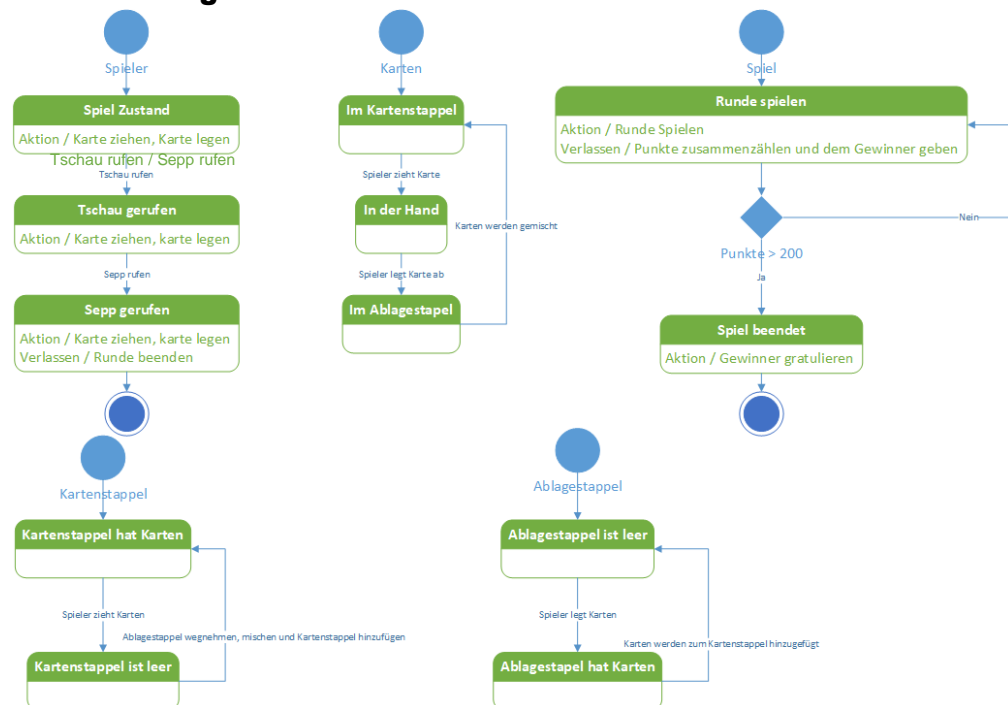 Spieler
Spiel Zustand
Aktion / Karte ziehen, Karte legen
Tschau rufen / Sepp rufen
Tschau rufen
Tschau gerufen
Aktion / Karte ziehen, karte legen
Sepp rufen
Sepp gerufen
Aktion / Karte ziehen, karte legen
Verlassen / Runde beenden
Karten
Im Kartenstappel
Spieler zieht Karte
In der Hand
Karten werden gemischt
Spieler legt Karte ab
Im Ablagestapel
Spiel
Runde spielen
Aktion / Runde Spielen
Verlassen / Punkte zusammenzählen und dem Gewinner geben
Nein
Punkte > 200
Ja
Spiel beendet
Aktion / Gewinner gratulieren
Kartenstappel
Kartenstappel hat Karten
Spieler zieht Karten
Ablagestappel wegnehmen, mischen und Kartenstappel hinzufügen
Kartenstappel ist leer
Ablagestappel
Ablagestappel ist leer
Spieler legt Karten
Karten werden zum Kartenstappel hinzugefügt
Ablagestapel hat Karten